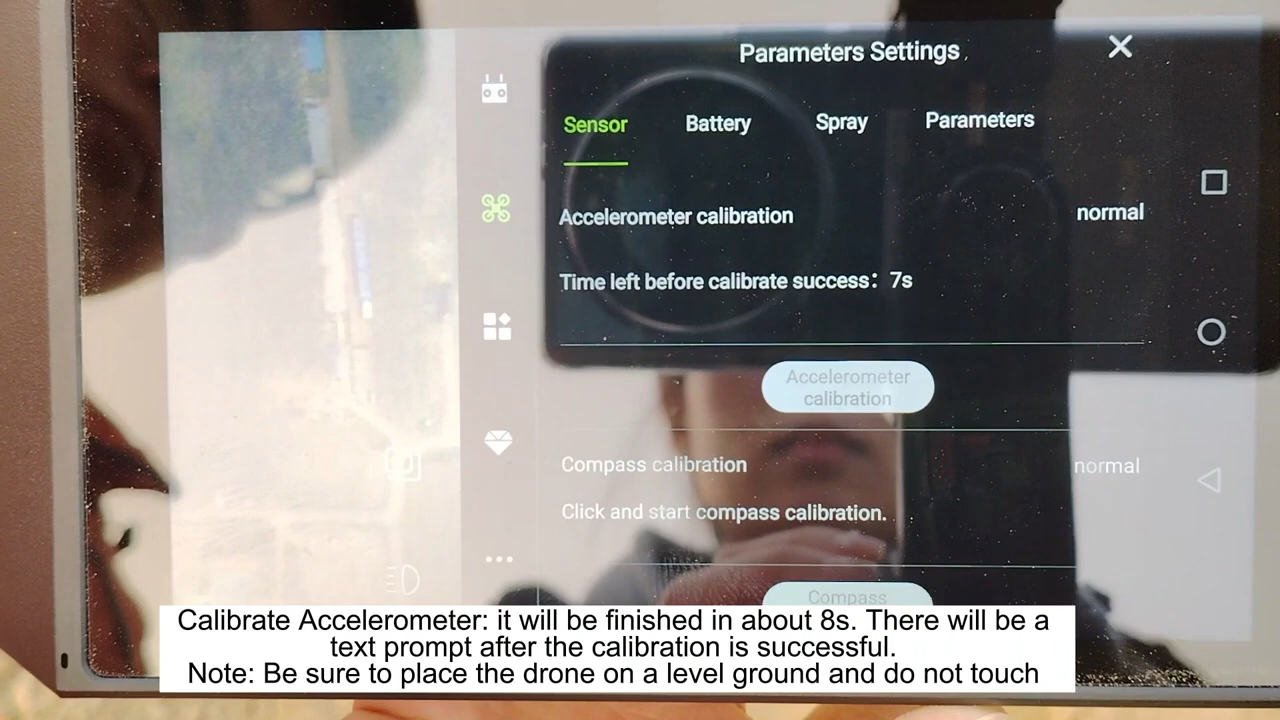 Parameters Settings
Sensor Battery Spray Parameters
Accelerometer calibration normal
Time left before calibrate success: 7s
Accelerometer
calibration
Compass calibration normal
Click and start compass calibration.
Compass
Calibrate Accelerometer: it will be finished in about 8s. There will be a
text prompt after the calibration is successful.
Note: Be sure to place the drone on a level ground and do not touch